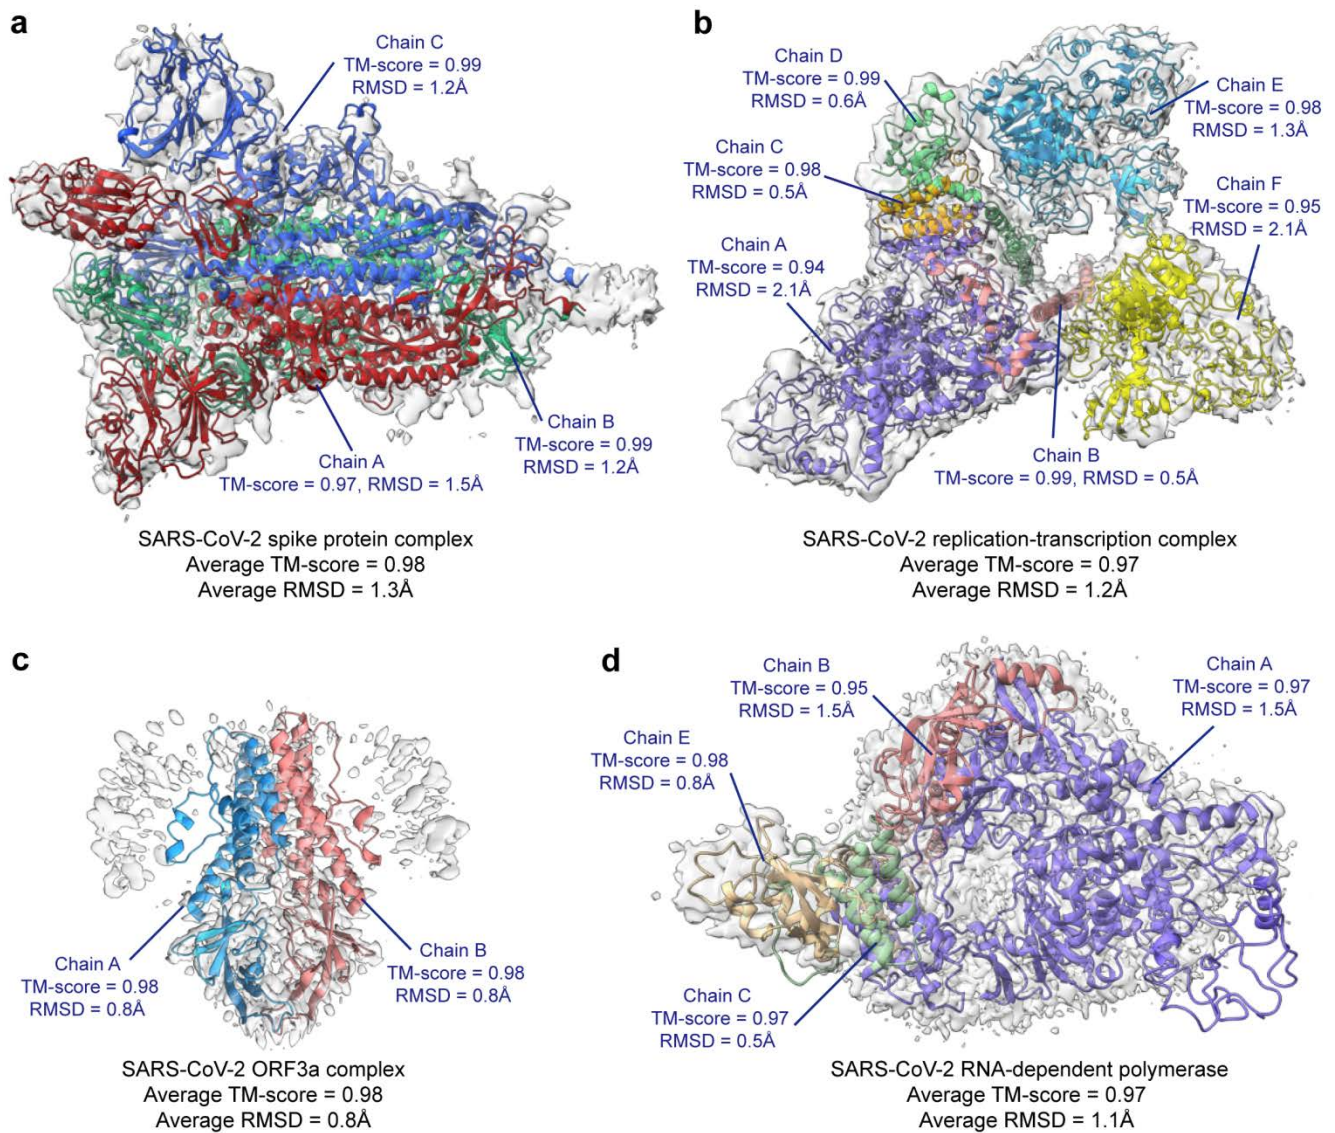 a
Chain C
TM-score = 0.99
RMSD = 1.2Å
Chain B
TM-score = 0.99
RMSD = 1.2Å
Chain A
TM-score = 0.97, RMSD = 1.5Å
SARS-CoV-2 spike protein complex
Average TM-score = 0.98
Average RMSD = 1.3Å
b
Chain D
TM-score = 0.99
RMSD = 0.6Å
Chain E
TM-score = 0.98
RMSD = 1.3Å
Chain C
TM-score = 0.98
RMSD = 0.5Å
Chain F
TM-score = 0.95
RMSD = 2.1Å
Chain A
TM-score = 0.94
RMSD = 2.1Å
Chain B
TM-score = 0.99, RMSD = 0.5Å
SARS-CoV-2 replication-transcription complex
Average TM-score = 0.97
Average RMSD = 1.2Å
c
Chain A
TM-score = 0.98
RMSD = 0.8Å
Chain B
TM-score = 0.98
RMSD = 0.8Å
SARS-CoV-2 ORF3a complex
Average TM-score = 0.98
Average RMSD = 0.8Å
d
Chain B
TM-score = 0.95
RMSD = 1.5Å
Chain A
TM-score = 0.97
RMSD = 1.5Å
Chain E
TM-score = 0.98
RMSD = 0.8Å
Chain C
TM-score = 0.97
RMSD = 0.5Å
SARS-CoV-2 RNA-dependent polymerase
Average TM-score = 0.97
Average RMSD = 1.1Å